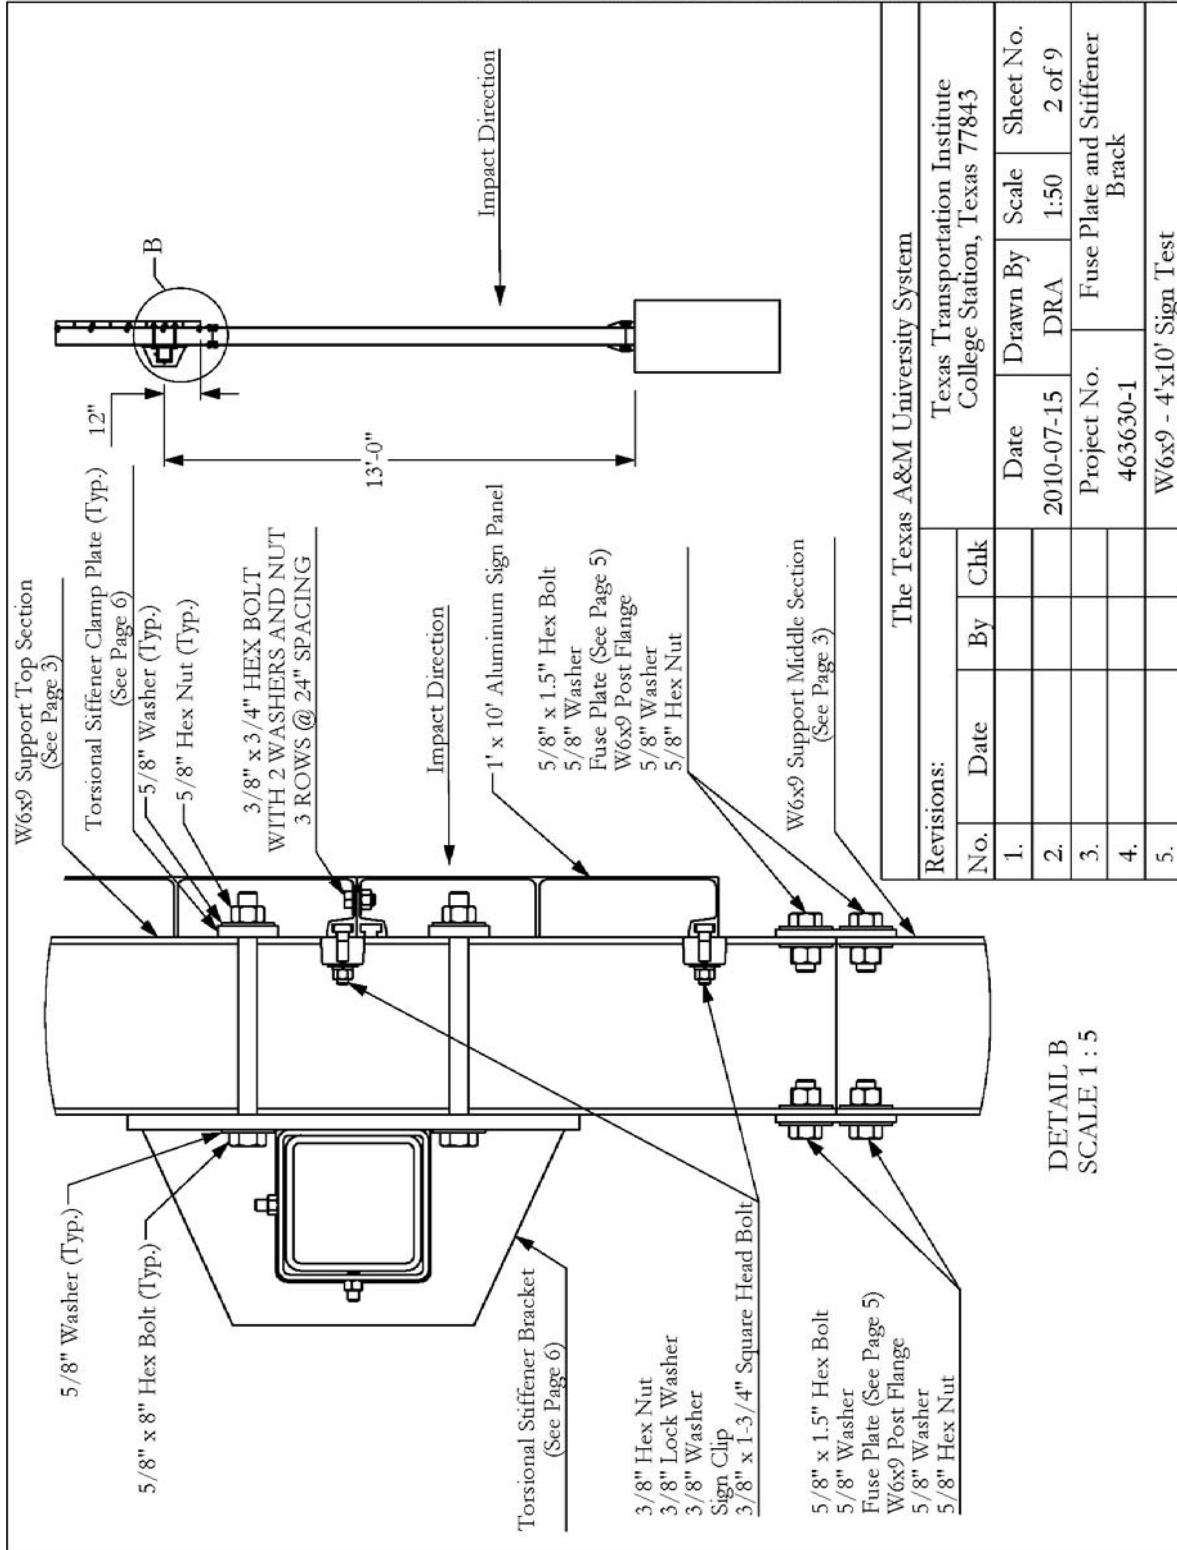 5/8" Washer (Typ.)
5/8" x 8" Hex Bolt (Typ.)
Torsional Stiffener Bracket
(See Page 6)
3/8" Hex Nut
3/8" Lock Washer
3/8" Washer
Sign Clip
3/8" x 1-3/4" Square Head Bolt
5/8" x 1.5" Hex Bolt
5/8" Washer
Fuse Plate (See Page 5)
W6x9 Post Flange
5/8" Washer
5/8" Hex Nut
DETAIL B
SCALE 1 : 5
W6x9 Support Top Section
(See Page 3)
Torsional Siffener Clamp Plate (Typ.)
(See Page 6)
5/8" Washer (Typ.)
5/8" Hex Nut (Typ.)
3/8" x 3/4" HEX BOLT
WITH 2 WASHERS AND NUT
3 ROWS @ 24" SPACING
Impact Direction
1' x 10' Aluminum Sign Panel
5/8" x 1.5" Hex Bolt
5/8" Washer
Fuse Plate (See Page 5)
W6x9 Post Flange
5/8" Washer
5/8" Hex Nut
W6x9 Support Middle Section
(See Page 3)
12"
B
13'-0"
Impact Direction
The Texas A&M University System
Revisions:
No. Date By Chk
1.
2.
3.
4.
5.
Texas Transportation Institute
College Station, Texas 77843
Date Drawn By Scale Sheet No.
2010-07-15 DRA 1:50 2 of 9
Project No. Fuse Plate and Stiffener
463630-1 Brack
W6x9 - 4'x10' Sign Test